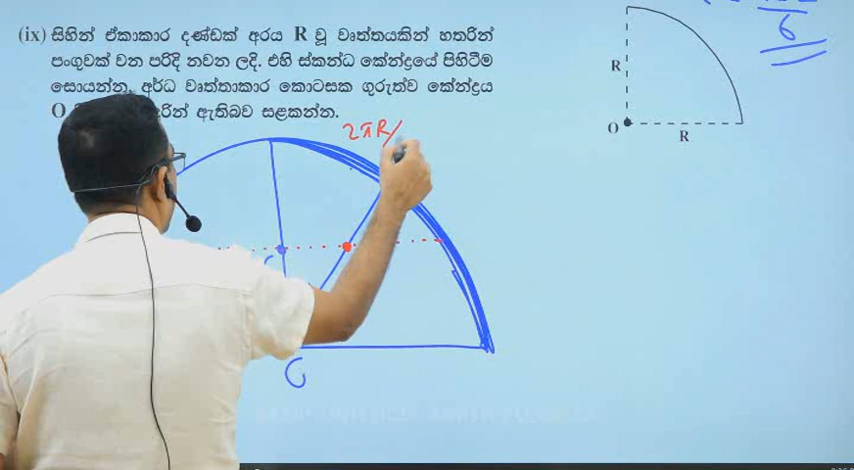 (ix) සිහින් ඒකාකාර දණ්ඩක් අරය R වූ වෘත්තයකින් හතරින්
පංගුවක් වන පරිදි නවන ලදි. එහි ස්කන්ධ කේන්ද්‍රයේ පිහිටීම
සොයන්න. අර්ධ වෘත්තාකාර කොටසක ගුරුත්ව කේන්ද්‍රය
O
ඇතිබව සළකන්න.
R
O
R
6
2πR/
G